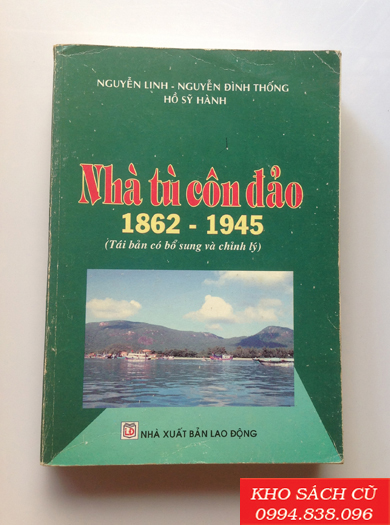 NGUYỄN LINH - NGUYỄN ĐÌNH THỐNG
HỒ SỸ HÀNH
Nhà tù côn đảo
1862 - 1945
(Tái bản có bổ sung và chỉnh lý)
LĐ
NHÀ XUẤT BẢN LAO ĐỘNG
KHO SÁCH CŨ
0994.838.096